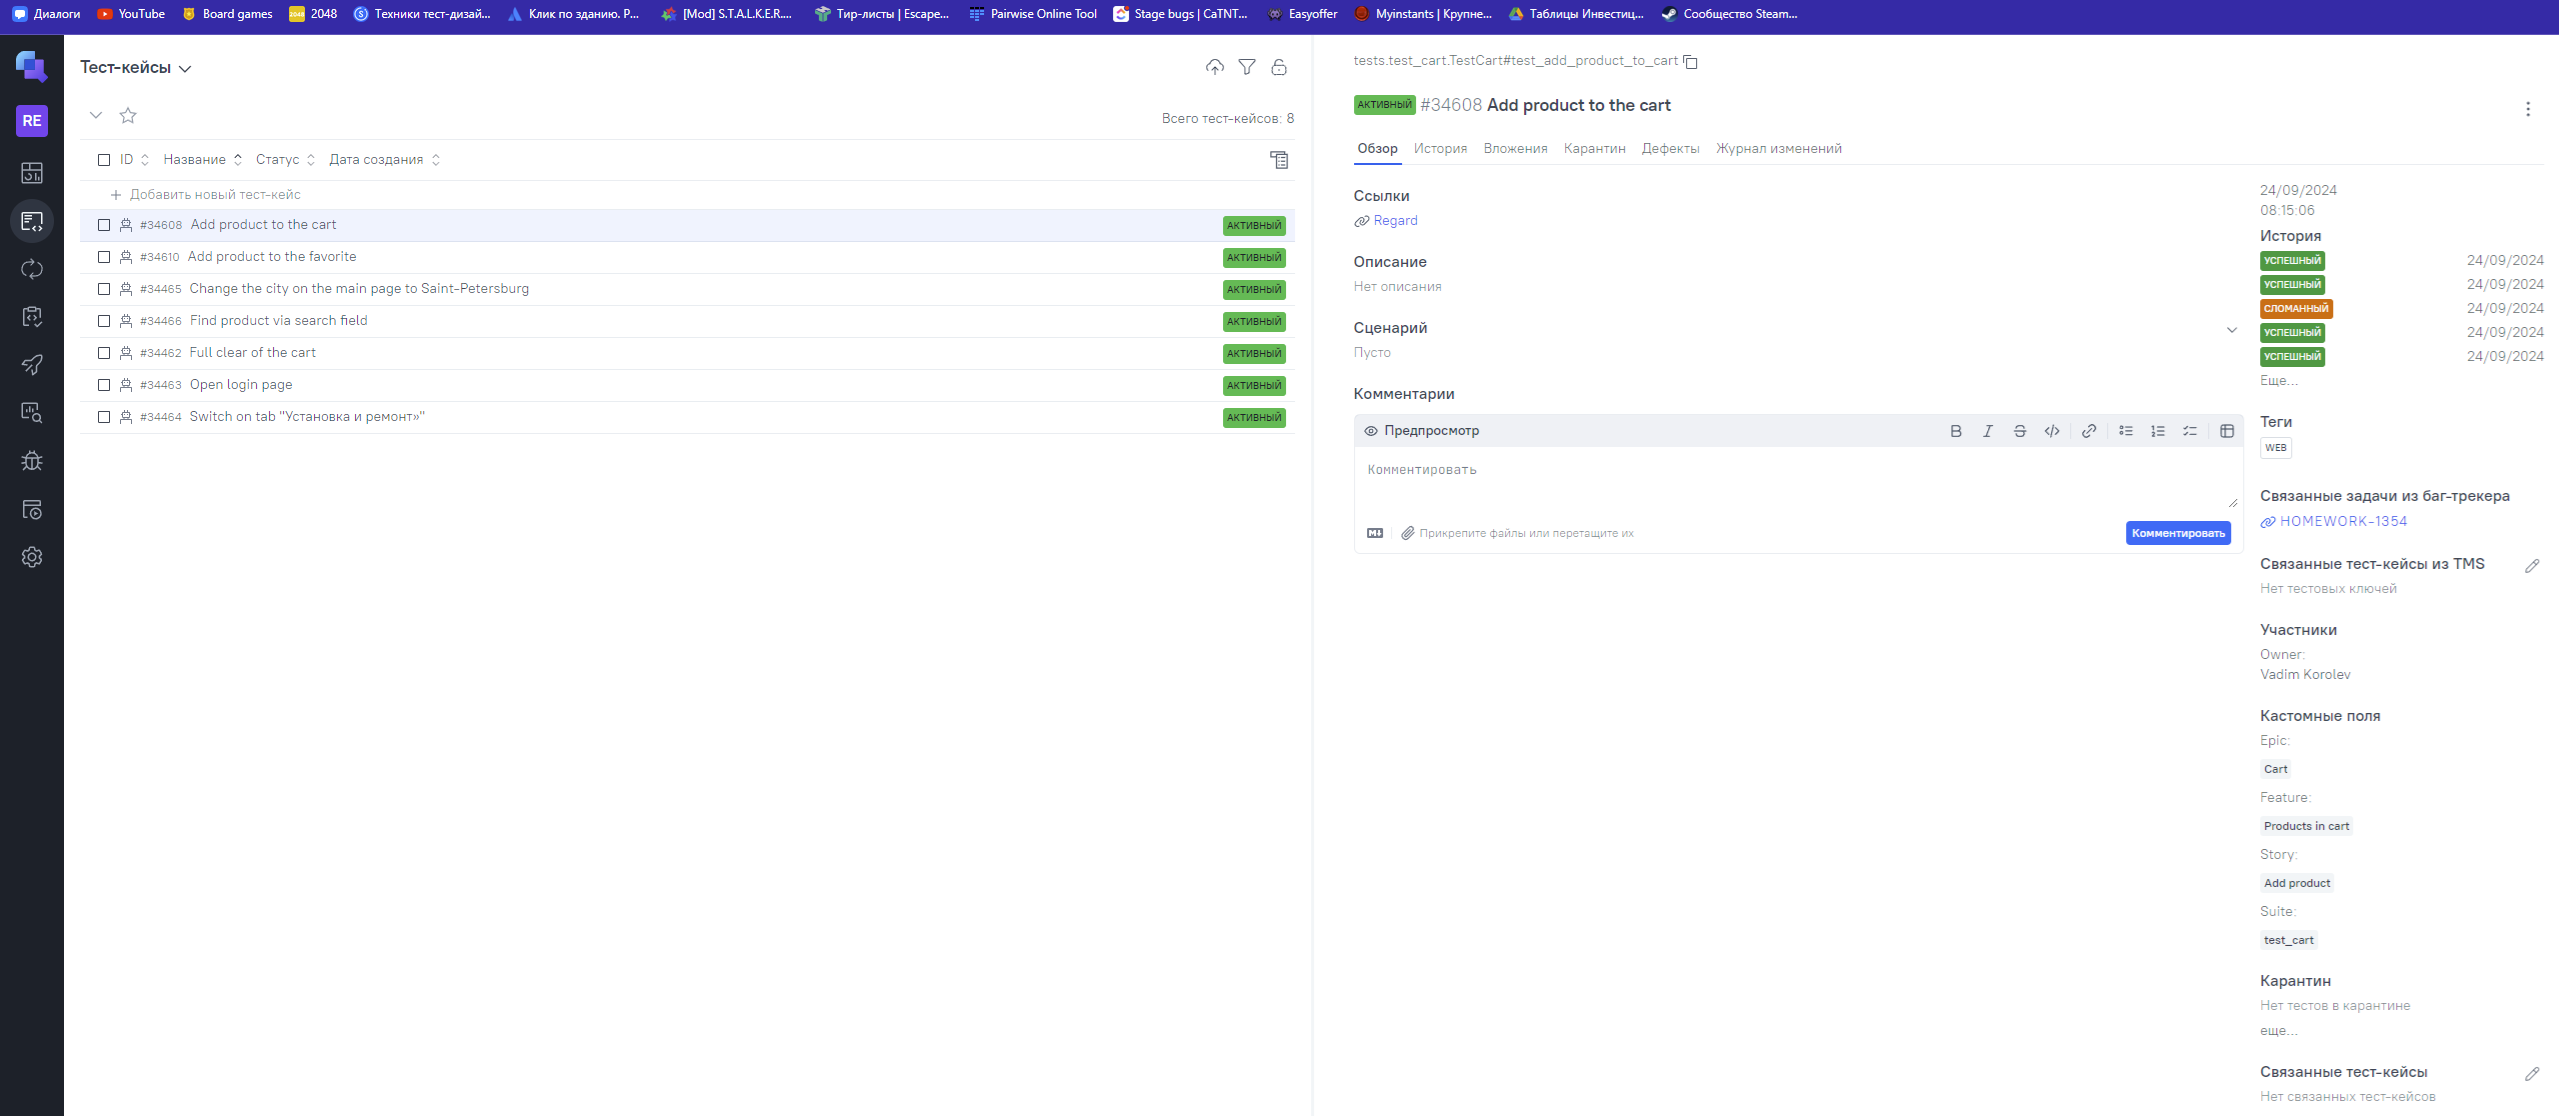 Диалоги YouTube Board games 2048 Техники тест-дизай... Клик по зданию. Р... [Mod] S.T.A.L.K.E.R.... Тир-листы | Escape... Pairwise Online Tool Stage bugs | CaTNT... Easyoffer Myinstants | Крупне... Таблицы Инвестиц... Сообщество Steam...
RE
Тест-кейсы
Всего тест-кейсов: 8
ID Название Статус Дата создания
Добавить новый тест-кейс
#34608 Add product to the cart АКТИВНЫЙ
#34610 Add product to the favorite АКТИВНЫЙ
#34465 Change the city on the main page to Saint-Petersburg АКТИВНЫЙ
#34466 Find product via search field АКТИВНЫЙ
#34462 Full clear of the cart АКТИВНЫЙ
#34463 Open login page АКТИВНЫЙ
#34464 Switch on tab "Установка и ремонт»" АКТИВНЫЙ
tests.test_cart.TestCart#test_add_product_to_cart
АКТИВНЫЙ #34608 Add product to the cart
Обзор История Вложения Карантин Дефекты Журнал изменений
Ссылки
Regard
Описание
Нет описания
Сценарий
Пусто
Комментарии
Предпросмотр
Комментировать
Прикрепите файлы или перетащите их
Комментировать
24/09/2024
08:15:06
История
УСПЕШНЫЙ 24/09/2024
УСПЕШНЫЙ 24/09/2024
СЛОМАННЫЙ 24/09/2024
УСПЕШНЫЙ 24/09/2024
УСПЕШНЫЙ 24/09/2024
Еще...
Теги
WEB
Связанные задачи из баг-трекера
HOMEWORK-1354
Связанные тест-кейсы из TMS
Нет тестовых ключей
Участники
Owner:
Vadim Korolev
Кастомные поля
Epic:
Cart
Feature:
Products in cart
Story:
Add product
Suite:
test_cart
Карантин
Нет тестов в карантине
еще...
Связанные тест-кейсы
Нет связанных тест-кейсов